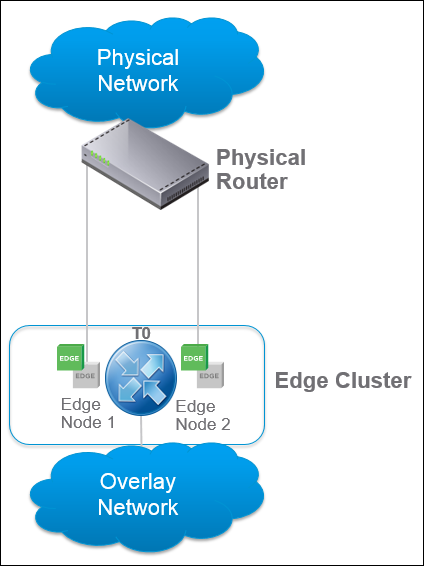 Physical
Network
Physical
Router
T0
EDGE
EDGE
EDGE
EDGE
Edge
Node 1
Edge
Node 2
Edge Cluster
Overlay
Network